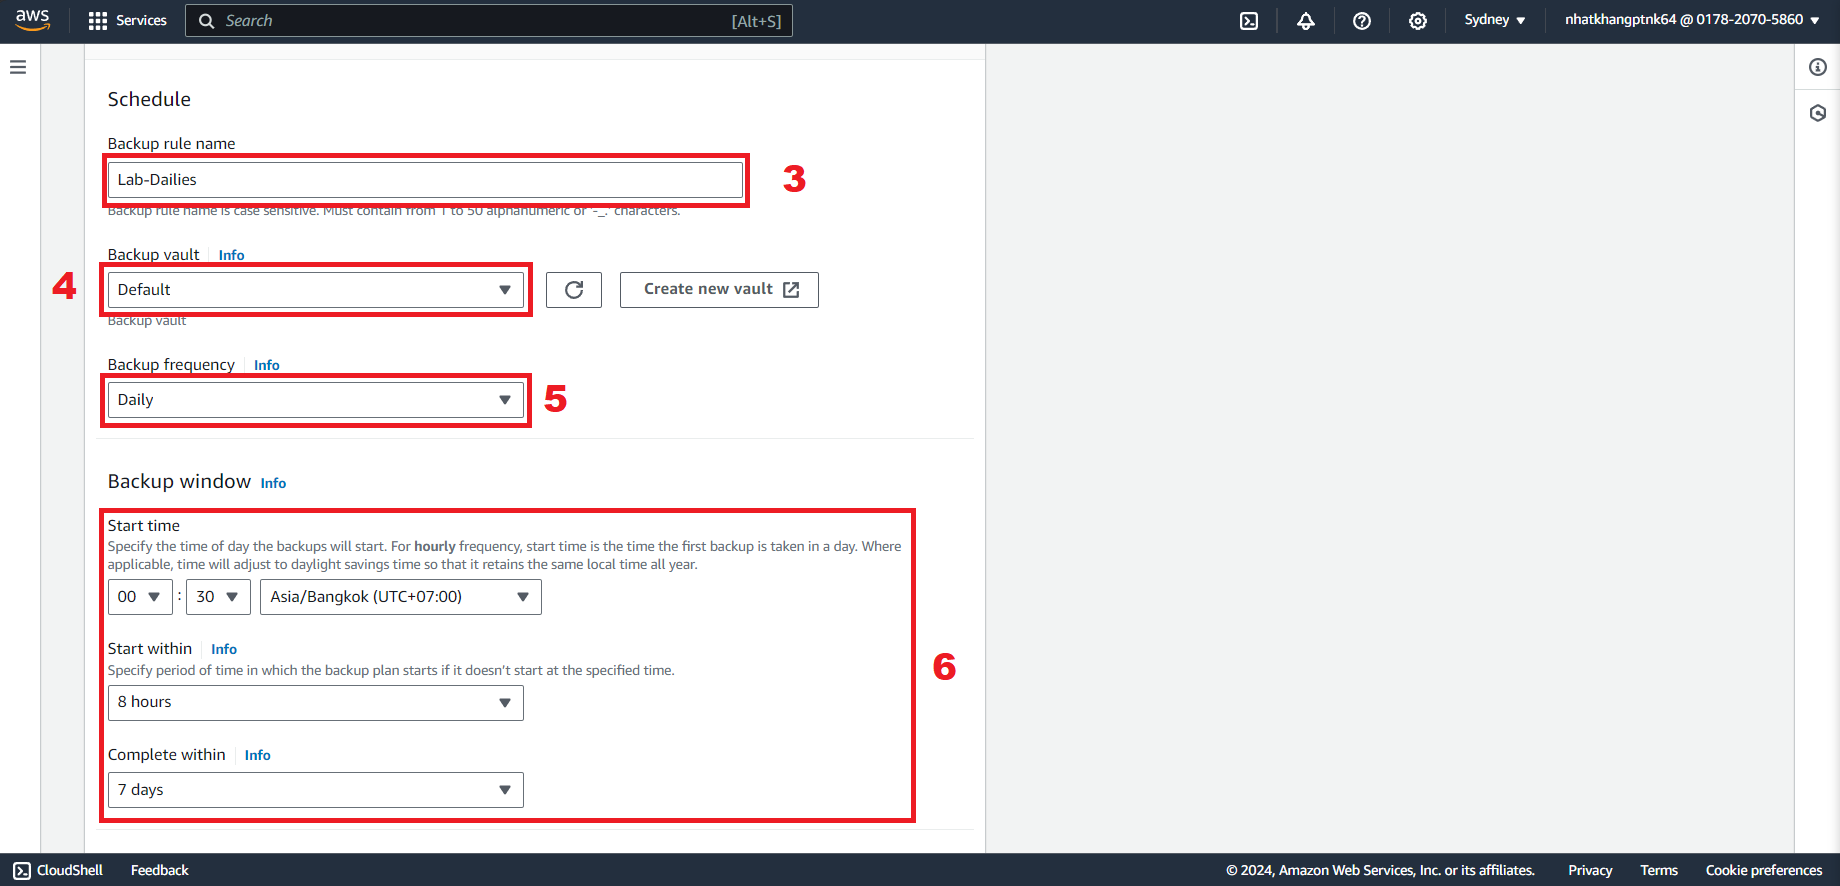 aws Services Search [Alt+S] Sydney nhatkhangptnk64 @ 0178-2070-5860
Schedule
Backup rule name
Lab-Dailies
3
Backup rule name is case sensitive. Must contain from 1 to 50 alphanumeric or '-_.' characters.
Backup vault Info
4
Default
Create new vault
Backup vault
Backup frequency Info
Daily
5
Backup window Info
Start time
Specify the time of day the backups will start. For hourly frequency, start time is the time the first backup is taken in a day. Where
applicable, time will adjust to daylight savings time so that it retains the same local time all year.
00 : 30 Asia/Bangkok (UTC+07:00)
Start within Info
Specify period of time in which the backup plan starts if it doesn't start at the specified time.
6
8 hours
Complete within Info
7 days
CloudShell Feedback © 2024, Amazon Web Services, Inc. or its affiliates. Privacy Terms Cookie preferences